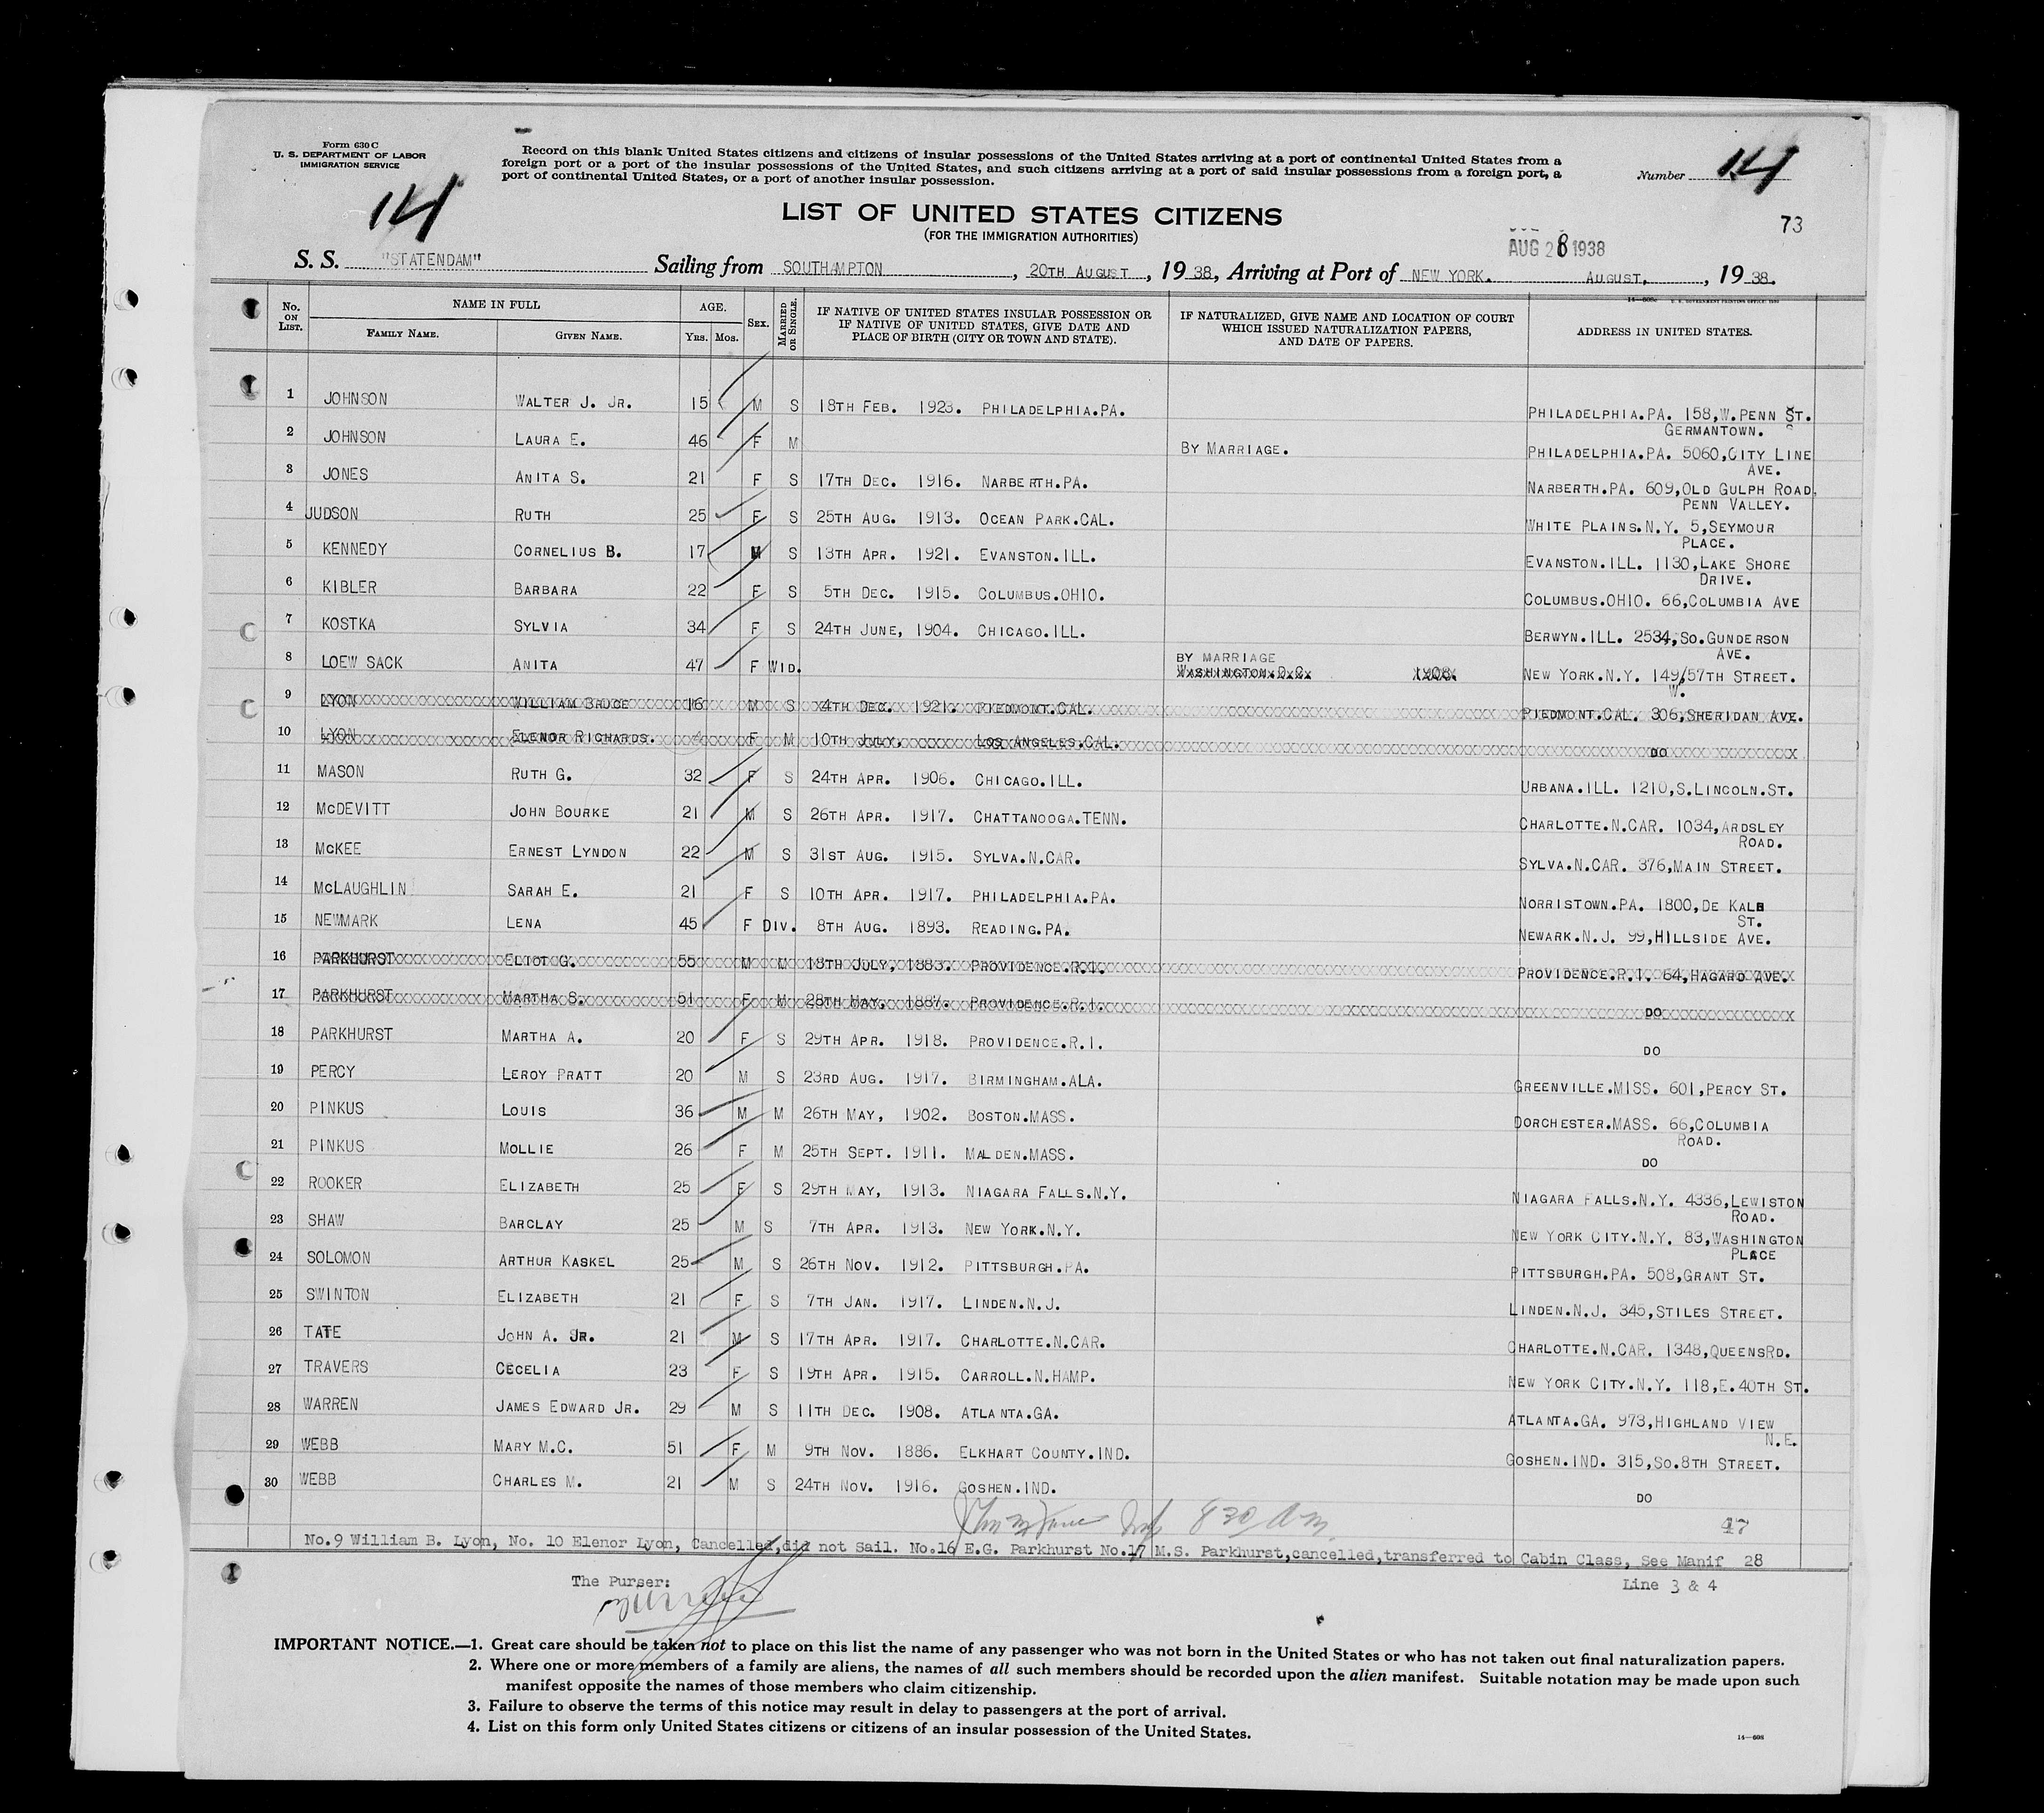 Form 630 C
U. S. DEPARTMENT OF LABOR
IMMIGRATION SERVICE
14
Record on this blank United States citizens and citizens of insular possessions of the United States arriving at a port of continental United States from a
foreign port or a port of the insular possessions of the United States, and such citizens arriving at a port of said insular possessions from a foreign port, a
port of continental United States, or a port of another insular possession.
Number 14
LIST OF UNITED STATES CITIZENS
(FOR THE IMMIGRATION AUTHORITIES)
73
AUG 28 1938
S. S. "STATENDAM" Sailing from SOUTHAMPTON, 20TH AUGUST, 1938, Arriving at Port of NEW YORK. AUGUST, 1938.
No. ON LIST. NAME IN FULL FAMILY NAME. GIVEN NAME. AGE. YRS. MOS. SEX. MARRIED OR SINGLE. IF NATIVE OF UNITED STATES INSULAR POSSESSION OR IF NATIVE OF UNITED STATES, GIVE DATE AND PLACE OF BIRTH (CITY OR TOWN AND STATE). IF NATURALIZED, GIVE NAME AND LOCATION OF COURT WHICH ISSUED NATURALIZATION PAPERS, AND DATE OF PAPERS. ADDRESS IN UNITED STATES.
1 JOHNSON WALTER J. JR. 15 M S 18TH FEB. 1923. PHILADELPHIA.PA. PHILADELPHIA.PA. 158,W.PENN ST.
GERMANTOWN.
2 JOHNSON LAURA E. 46 F M BY MARRIAGE. PHILADELPHIA.PA. 5060,CITY LINE
AVE.
3 JONES ANITA S. 21 F S 17TH DEC. 1916. NARBERTH.PA. NARBERTH.PA. 609,OLD GULPH ROAD,
PENN VALLEY.
4 JUDSON RUTH 25 F S 25TH AUG. 1913. OCEAN PARK.CAL. WHITE PLAINS.N.Y. 5,SEYMOUR
PLACE.
5 KENNEDY CORNELIUS B. 17 M S 13TH APR. 1921. EVANSTON.ILL. EVANSTON.ILL. 1130,LAKE SHORE
DRIVE.
6 KIBLER BARBARA 22 F S 5TH DEC. 1915. COLUMBUS.OHIO. COLUMBUS.OHIO. 66,COLUMBIA AVE
7 KOSTKA SYLVIA 34 F S 24TH JUNE, 1904. CHICAGO.ILL. BERWYN.ILL. 2534,SO.GUNDERSON
AVE.
8 LOEW SACK ANITA 47 F WID. BY MARRIAGE WASHINGTON.D.C. 1908. NEW YORK.N.Y. 149/57TH STREET.
W.
9 LYON WILLIAM BRUCE 16 M S 4TH DEC. 1921. PIEDMONT.CAL. PIEDMONT.CAL. 306,SHERIDAN AVE.
10 LYON ELENOR RICHARDS. F M 10TH JULY, LOS ANGELES.CAL. DO
11 MASON RUTH G. 32 F S 24TH APR. 1906. CHICAGO.ILL. URBANA.ILL. 1210,S.LINCOLN.ST.
12 McDEVITT JOHN BOURKE 21 M S 26TH APR. 1917. CHATTANOOGA.TENN. CHARLOTTE.N.CAR. 1034,ARDSLEY
ROAD.
13 McKEE ERNEST LYNDON 22 M S 31ST AUG. 1915. SYLVA.N.CAR. SYLVA.N.CAR. 376,MAIN STREET.
14 McLAUGHLIN SARAH E. 21 F S 10TH APR. 1917. PHILADELPHIA.PA. NORRISTOWN.PA. 1800,DE KALB
ST.
15 NEWMARK LENA 45 F DIV. 8TH AUG. 1893. READING.PA. NEWARK.N.J. 99,HILLSIDE AVE.
16 PARKHURST ELIOT G. 55 M M 18TH JULY, 1883. PROVIDENCE.R.I. PROVIDENCE.R.I. 64,HAGARD AVE.
17 PARKHURST MARTHA S. 51 F M 28TH MAY, 1887. PROVIDENCE.R.I. DO
18 PARKHURST MARTHA A. 20 F S 29TH APR. 1918. PROVIDENCE.R.I. DO
19 PERCY LEROY PRATT 20 M S 23RD AUG. 1917. BIRMINGHAM.ALA. GREENVILLE.MISS. 601,PERCY ST.
20 PINKUS LOUIS 36 M M 26TH MAY, 1902. BOSTON.MASS. DORCHESTER.MASS. 66,COLUMBIA
ROAD.
21 PINKUS MOLLIE 26 F M 25TH SEPT. 1911. MALDEN.MASS. DO
22 ROOKER ELIZABETH 25 F S 29TH MAY, 1913. NIAGARA FALLS.N.Y. NIAGARA FALLS.N.Y. 4336,LEWISTON
ROAD.
23 SHAW BARCLAY 25 M S 7TH APR. 1913. NEW YORK.N.Y. NEW YORK CITY.N.Y. 83,WASHINGTON
PLACE
24 SOLOMON ARTHUR KASKEL 25 M S 26TH NOV. 1912. PITTSBURGH.PA. PITTSBURGH.PA. 508,GRANT ST.
25 SWINTON ELIZABETH 21 F S 7TH JAN. 1917. LINDEN.N.J. LINDEN.N.J. 345,STILES STREET.
26 TATE JOHN A. JR. 21 M S 17TH APR. 1917. CHARLOTTE.N.CAR. CHARLOTTE.N.CAR. 1348,QUEENSRD.
27 TRAVERS CECELIA 23 F S 19TH APR. 1915. CARROLL.N.HAMP. NEW YORK CITY.N.Y. 118,E.40TH ST.
28 WARREN JAMES EDWARD JR. 29 M S 11TH DEC. 1908. ATLANTA.GA. ATLANTA.GA. 973,HIGHLAND VIEW
N.E.
29 WEBB MARY M.C. 51 F M 9TH NOV. 1886. ELKHART COUNTY.IND. GOSHEN.IND. 315,SO.8TH STREET.
30 WEBB CHARLES M. 21 M S 24TH NOV. 1916. GOSHEN.IND. DO
8 30 A.m.
No.9 William B. Lyon, No. 10 Elenor Lyon, Cancelled,did not Sail. No.16 E.G. Parkhurst No.17 M.S. Parkhurst,cancelled,transferred to Cabin Class, See Manif 28
The Purser:
Line 3 & 4
IMPORTANT NOTICE.—1. Great care should be taken not to place on this list the name of any passenger who was not born in the United States or who has not taken out final naturalization papers.
2. Where one or more members of a family are aliens, the names of all such members should be recorded upon the alien manifest. Suitable notation may be made upon such
manifest opposite the names of those members who claim citizenship.
3. Failure to observe the terms of this notice may result in delay to passengers at the port of arrival.
4. List on this form only United States citizens or citizens of an insular possession of the United States.
14—608